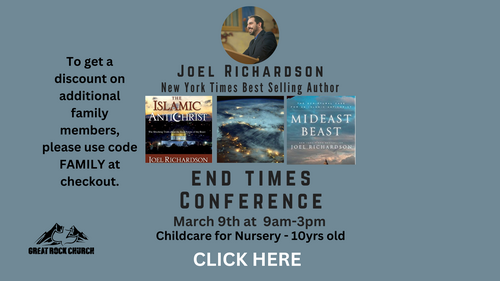 To get a
discount on
additional
family
members,
please use code
FAMILY at
checkout.
JOEL RICHARDSON
New York Times Best Selling Author
THE
ISLAMIC
ANTICHRIST
JOEL RICHARDSON
MIDEAST
BEAST
JOEL RICHARDSON
END TIMES
CONFERENCE
March 9th at 9am-3pm
Childcare for Nursery - 10yrs old
CLICK HERE
GREAT ROCK CHURCH